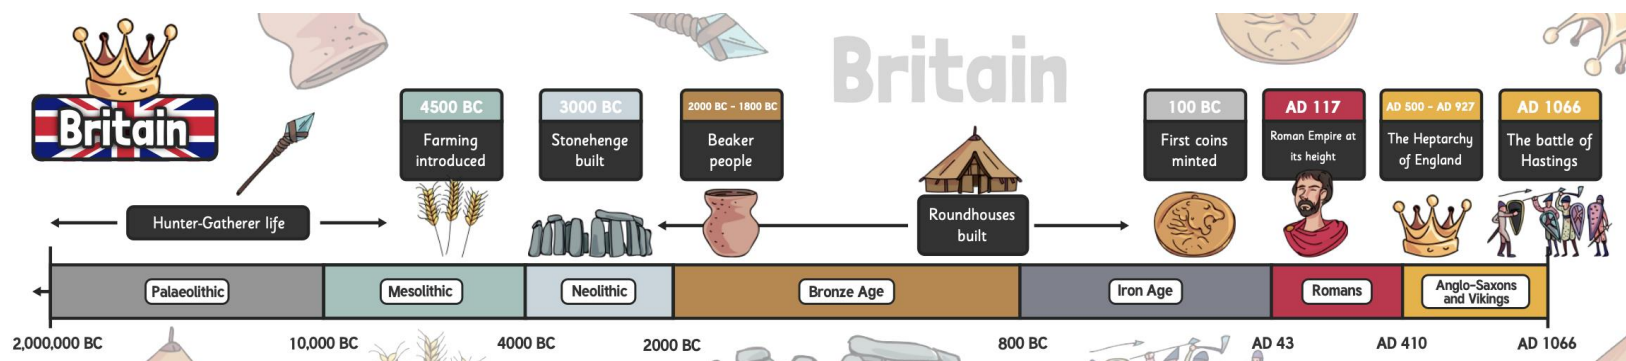 Britain
Britain
4500 BC
Farming
introduced
3000 BC
Stonehenge
built
2000 BC - 1800 BC
Beaker
people
100 BC
First coins
minted
AD 117
Roman Empire at
its height
AD 500 - AD 927
The Heptarchy
of England
AD 1066
The battle of
Hastings
Hunter-Gatherer life
Roundhouses
built
Palaeolithic
Mesolithic
Neolithic
Bronze Age
Iron Age
Romans
Anglo-Saxons
and Vikings
2,000,000 BC
10,000 BC
4000 BC
2000 BC
800 BC
AD 43
AD 410
AD 1066